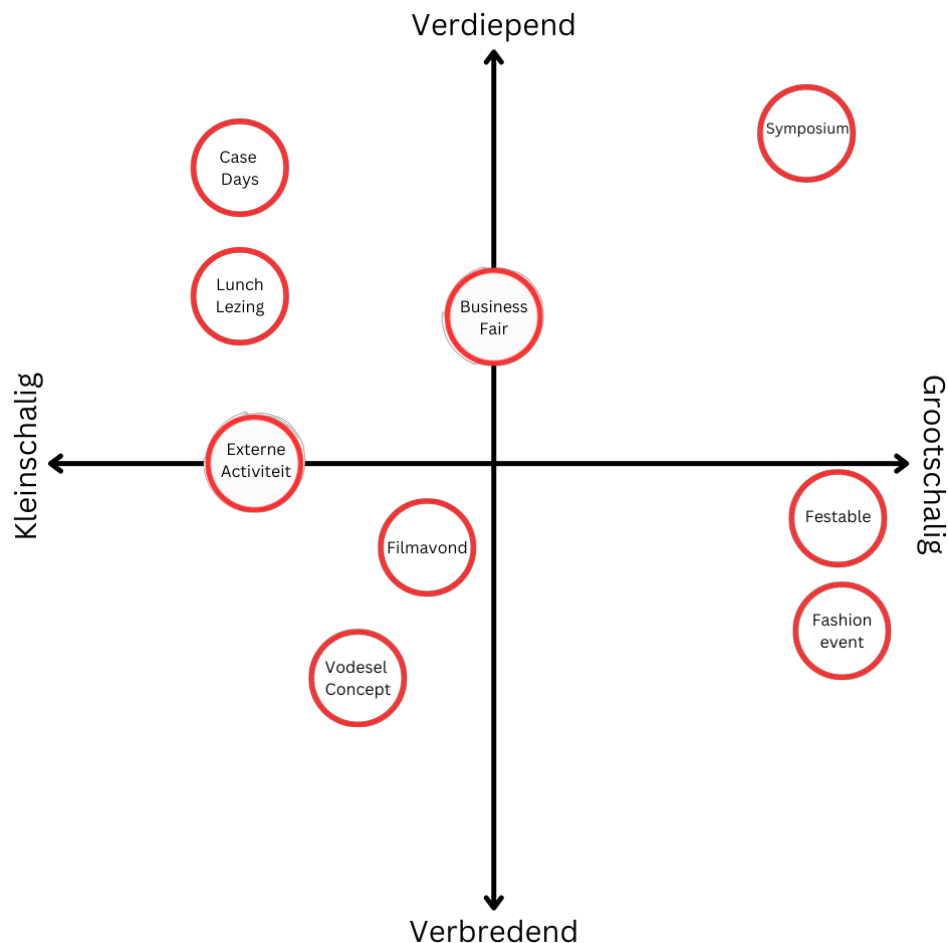 Verdiepend
Symposium
Case
Days
Lunch
Lezing
Business
Fair
Kleinschalig
Grootschalig
Externe
Activiteit
Festable
Filmavond
Fashion
event
Vodesel
Concept
Verbredend